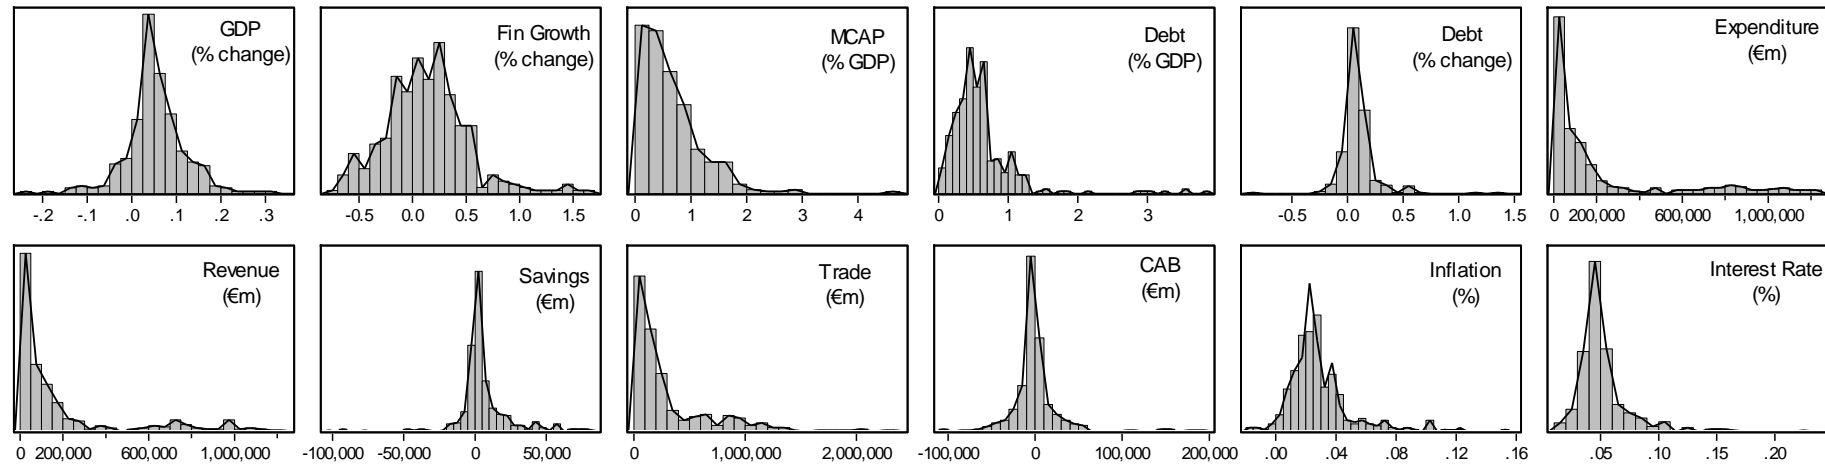 GDP
(% change)
-.2 -.1 .0 .1 .2 .3
Fin Growth
(% change)
-0.5 0.0 0.5 1.0 1.5
MCAP
(% GDP)
0 1 2 3 4
Debt
(% GDP)
0 1 2 3
Debt
(% change)
-0.5 0.0 0.5 1.0 1.5
Expenditure
(€m)
0 200,000 600,000 1,000,000
Revenue
(€m)
0 200,000 600,000 1,000,000
Savings
(€m)
-100,000 -50,000 0 50,000
Trade
(€m)
0 1,000,000 2,000,000
CAB
(€m)
-100,000 0 100,000 200,000
Inflation
(%)
.00 .04 .08 .12 .16
Interest Rate
(%)
.05 .10 .15 .20